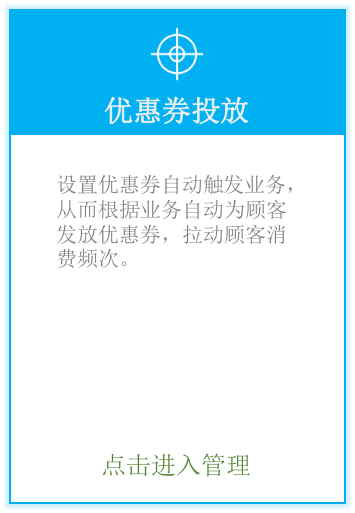 优惠券投放
设置优惠券自动触发业务，
从而根据业务自动为顾客
发放优惠券，拉动顾客消
费频次。
点击进入管理